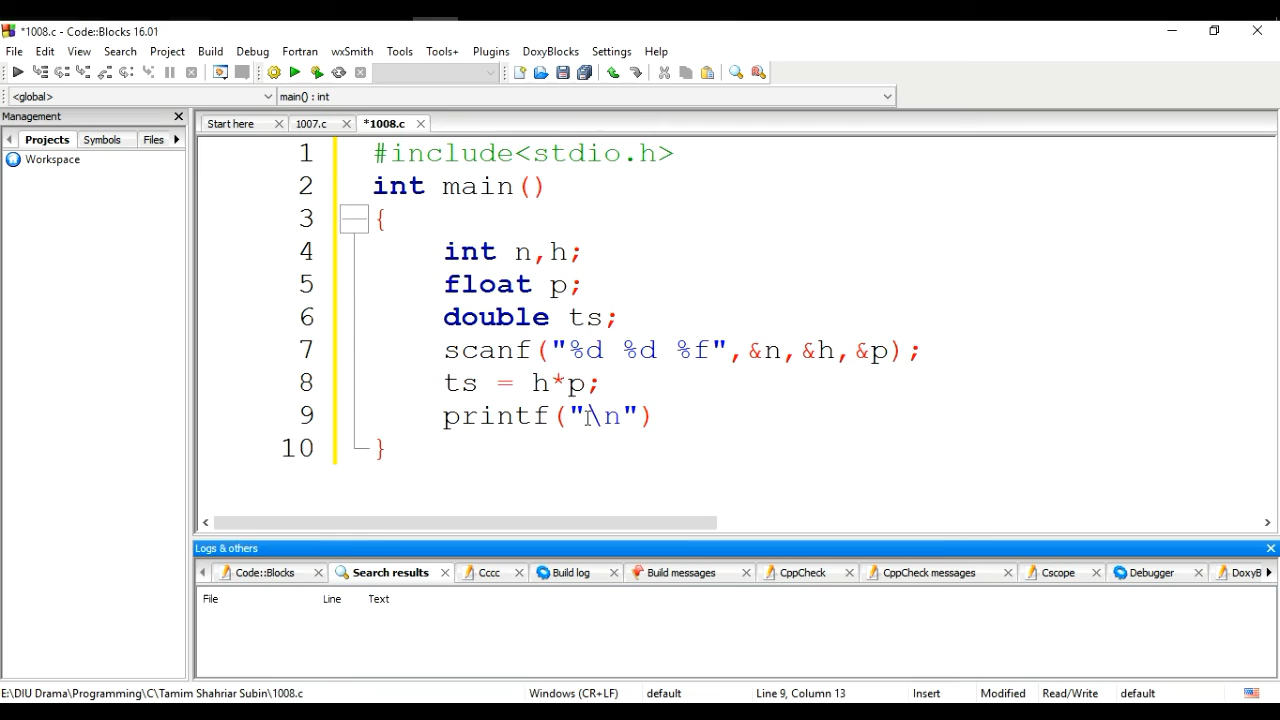 *1008.c - Code::Blocks 16.01
File Edit View Search Project Build Debug Fortran wxSmith Tools Tools+ Plugins DoxyBlocks Settings Help
<global> main() : int
Management
Projects Symbols Files
Workspace
Start here 1007.c *1008.c
1 #include<stdio.h>
2 int main()
3 {
4 int n,h;
5 float p;
6 double ts;
7 scanf("%d %d %f",&n,&h,&p);
8 ts = h*p;
9 printf("\n")
10 }
Logs & others
Code::Blocks Search results Cccc Build log Build messages CppCheck CppCheck messages Cscope Debugger DoxyB
File Line Text
E:\DIU Drama\Programming\C\Tamim Shahriar Subin\1008.c Windows (CR+LF) default Line 9, Column 13 Insert Modified Read/Write default